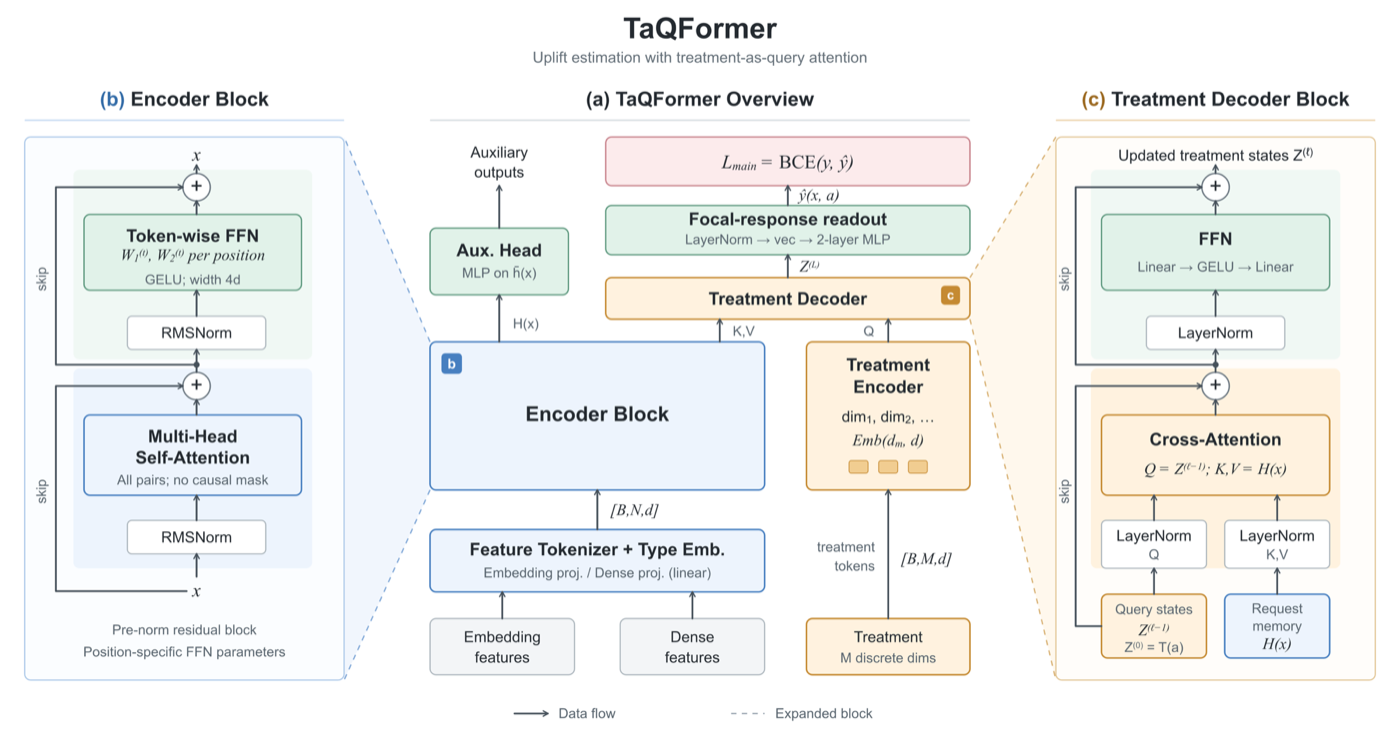 TaQFormer
Uplift estimation with treatment-as-query attention
(b) Encoder Block
x
+
Token-wise FFN
W₁⁽ᵗ⁾, W₂⁽ᵗ⁾ per position
GELU; width 4d
RMSNorm
skip
+
Multi-Head
Self-Attention
All pairs; no causal mask
RMSNorm
skip
x
Pre-norm residual block
Position-specific FFN parameters
(a) TaQFormer Overview
Auxiliary
outputs
L_main = BCE(y, ŷ)
ŷ(x, a)
Focal-response readout
LayerNorm → vec → 2-layer MLP
Z⁽ᴸ⁾
Aux. Head
MLP on h̄(x)
Treatment Decoder
c
H(x)
K,V
Q
b
Encoder Block
Treatment
Encoder
dim₁, dim₂, …
Emb(dₘ, d)
[B,N,d]
Feature Tokenizer + Type Emb.
Embedding proj. / Dense proj. (linear)
treatment
tokens
[B,M,d]
Embedding
features
Dense
features
Treatment
M discrete dims
(c) Treatment Decoder Block
Updated treatment states Z⁽ˡ⁾
+
FFN
Linear → GELU → Linear
LayerNorm
skip
+
Cross-Attention
Q = Z⁽ˡ⁻¹⁾; K,V = H(x)
skip
LayerNorm
Q
LayerNorm
K,V
Query states
Z⁽ˡ⁻¹⁾
Z⁽⁰⁾ = T(a)
Request
memory
H(x)
Data flow
Expanded block